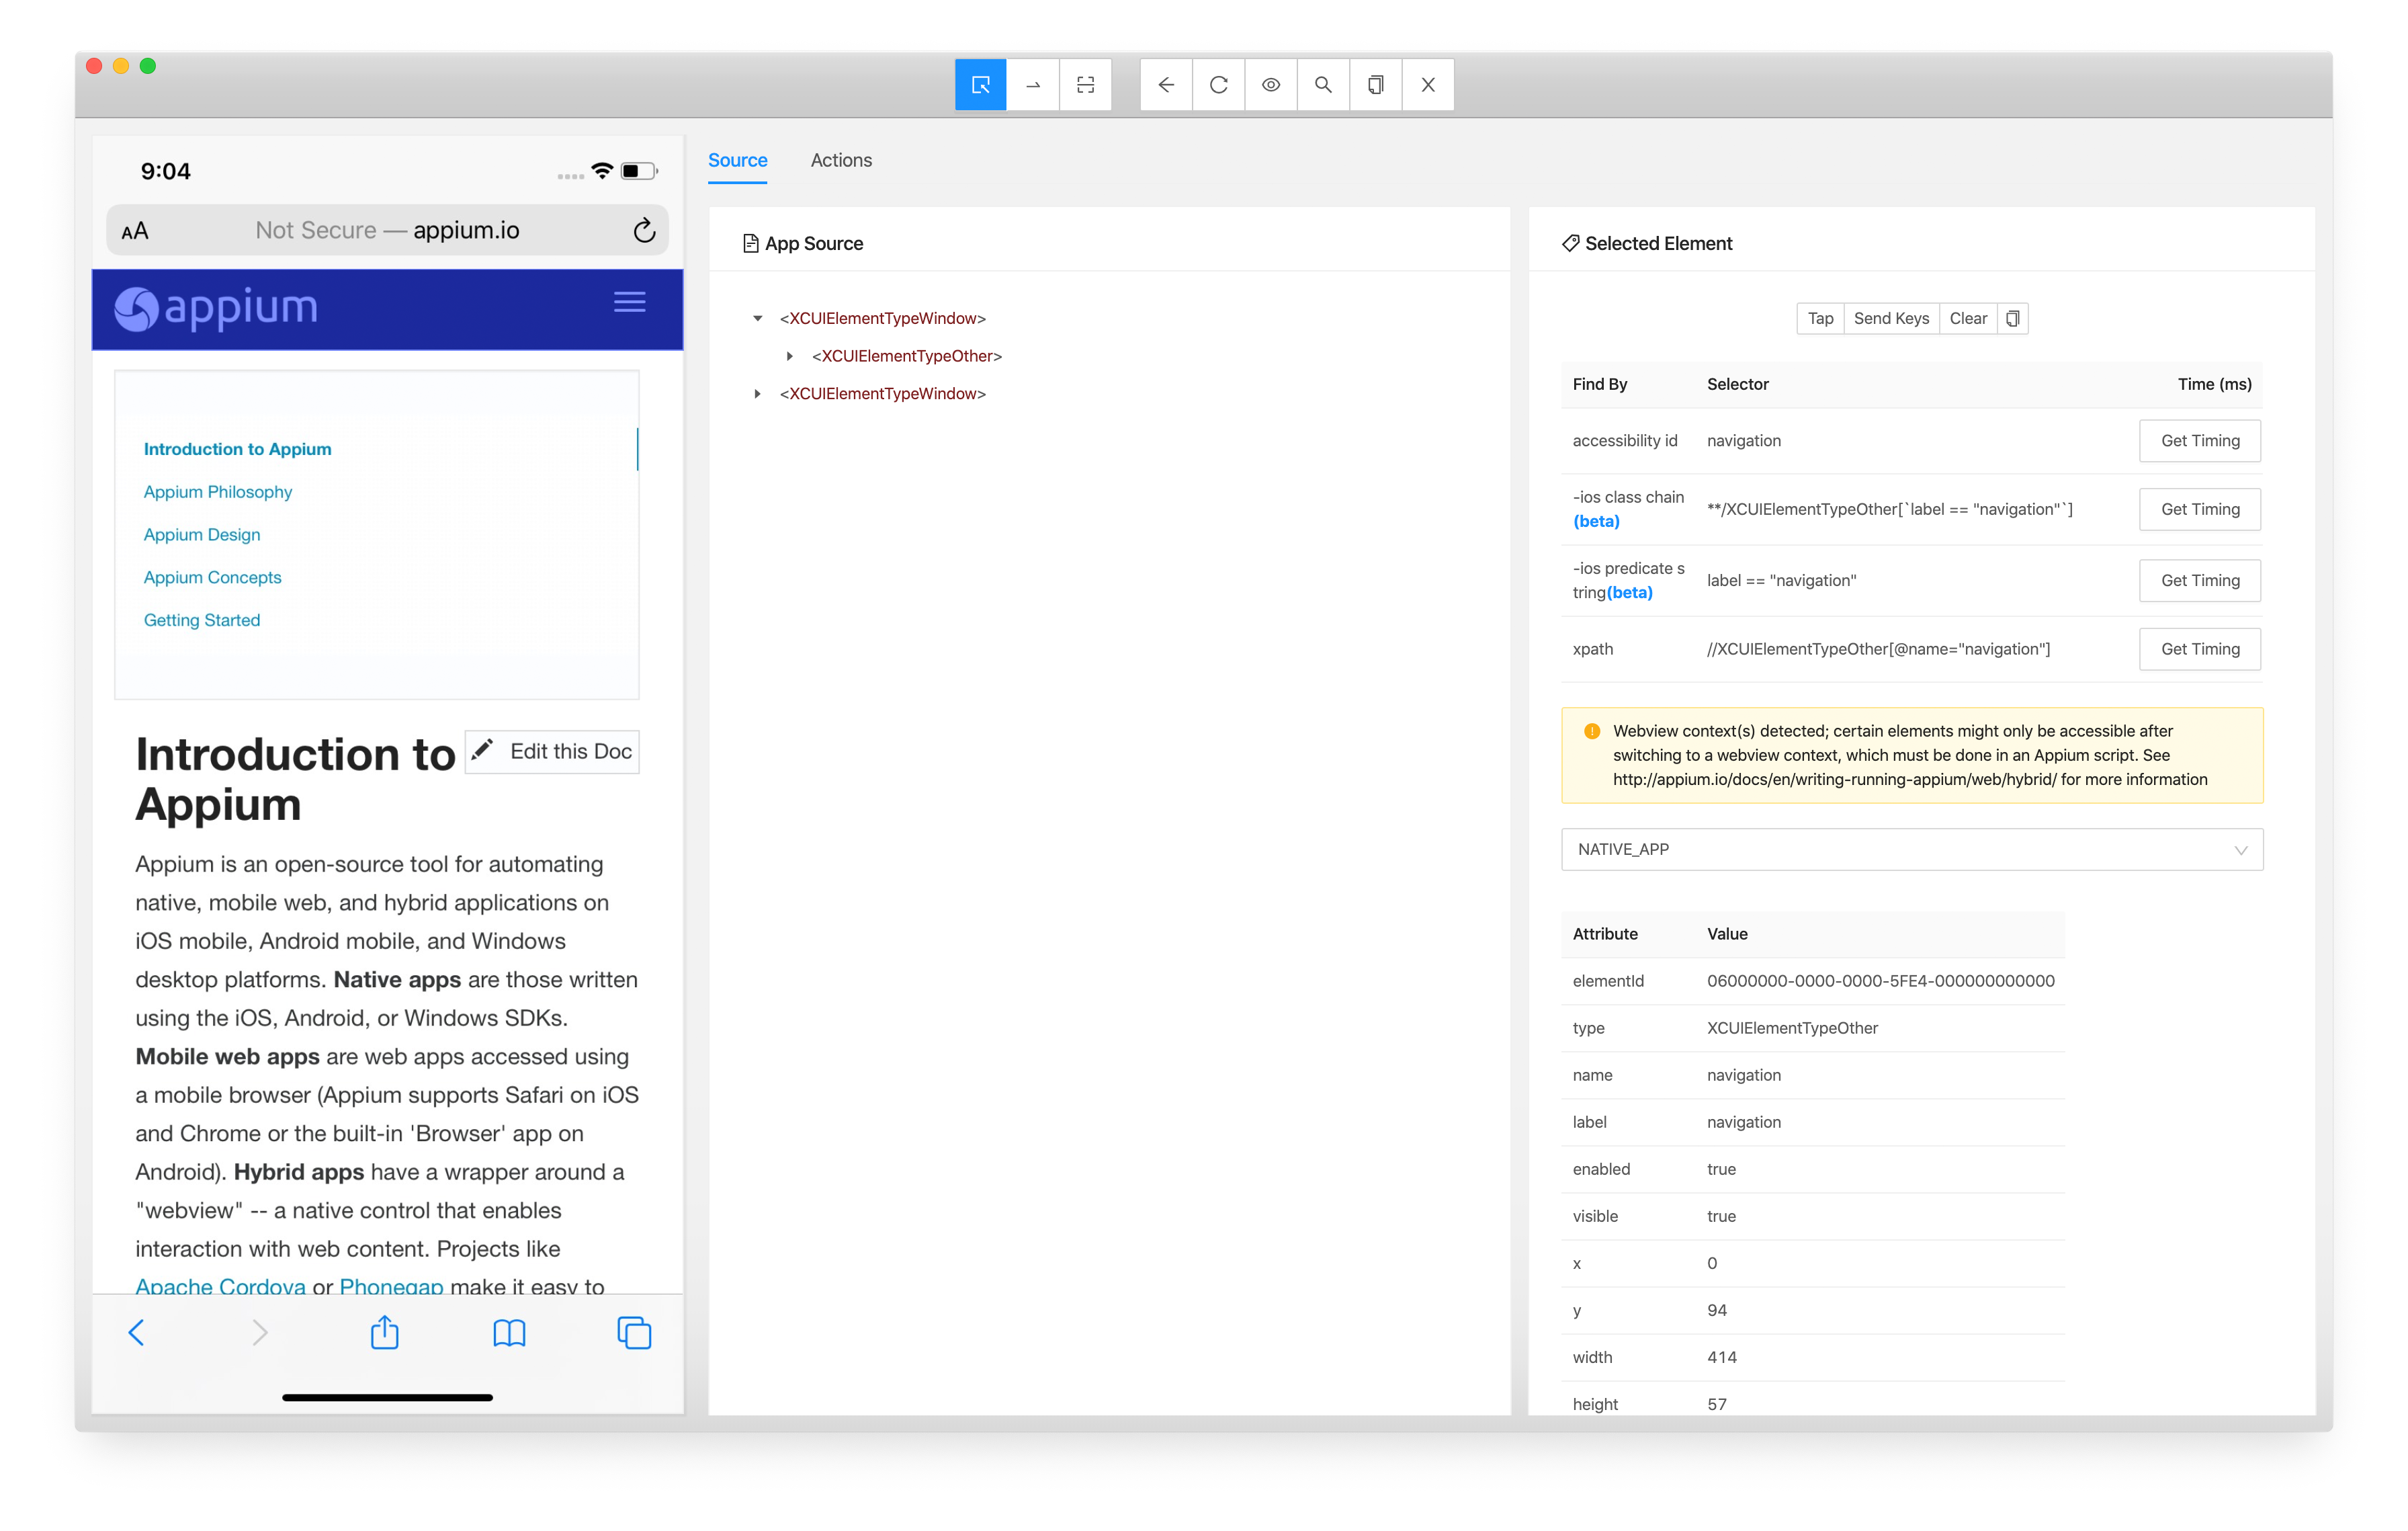 9:04
AA Not Secure — appium.io
appium
Introduction to Appium
Appium Philosophy
Appium Design
Appium Concepts
Getting Started
Introduction to
Appium
Edit this Doc
Appium is an open-source tool for automating
native, mobile web, and hybrid applications on
iOS mobile, Android mobile, and Windows
desktop platforms. Native apps are those written
using the iOS, Android, or Windows SDKs.
Mobile web apps are web apps accessed using
a mobile browser (Appium supports Safari on iOS
and Chrome or the built-in 'Browser' app on
Android). Hybrid apps have a wrapper around a
"webview" -- a native control that enables
interaction with web content. Projects like
Apache Cordova or Phonegap make it easy to
Source Actions
App Source
<XCUIElementTypeWindow>
<XCUIElementTypeOther>
<XCUIElementTypeWindow>
Selected Element
Tap Send Keys Clear
Find By Selector Time (ms)
accessibility id navigation Get Timing
-ios class chain
(beta)
**/XCUIElementTypeOther[`label == "navigation"`] Get Timing
-ios predicate s
tring(beta)
label == "navigation" Get Timing
xpath //XCUIElementTypeOther[@name="navigation"] Get Timing
Webview context(s) detected; certain elements might only be accessible after
switching to a webview context, which must be done in an Appium script. See
http://appium.io/docs/en/writing-running-appium/web/hybrid/ for more information
NATIVE_APP
Attribute Value
elementId 06000000-0000-0000-5FE4-000000000000
type XCUIElementTypeOther
name navigation
label navigation
enabled true
visible true
x 0
y 94
width 414
height 57